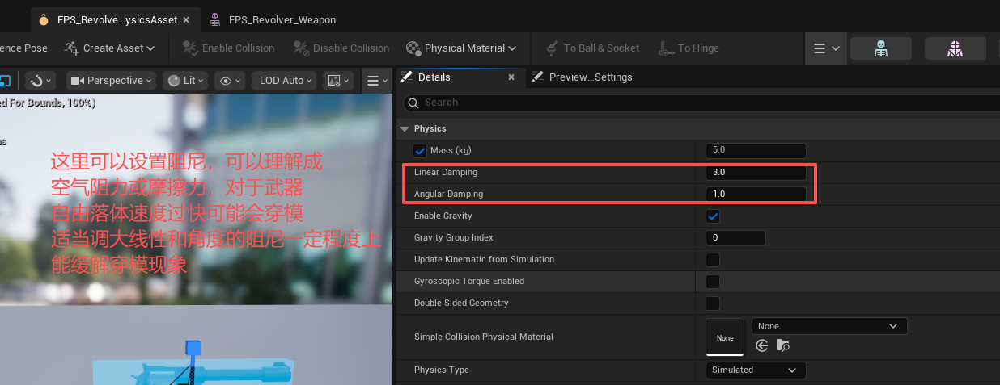 FPS_Revolve...ysicsAsset
FPS_Revolver_Weapon
ence Pose
Create Asset
Enable Collision
Disable Collision
Physical Material
To Ball & Socket
To Hinge
Perspective
Lit
LOD Auto
Details
Preview...Settings
ed For Bounds, 100%)
Search
Physics
ns
Mass (kg)
5.0
这里可以设置阻尼，可以理解成
空气阻力或摩擦力，对于武器
自由落体速度过快可能会穿模
适当调大线性和角度的阻尼一定程度上
能缓解穿模现象
Linear Damping
3.0
Angular Damping
1.0
Enable Gravity
Gravity Group Index
0
Update Kinematic from Simulation
Gyroscopic Torque Enabled
Double Sided Geometry
Simple Collision Physical Material
None
None
Physics Type
Simulated